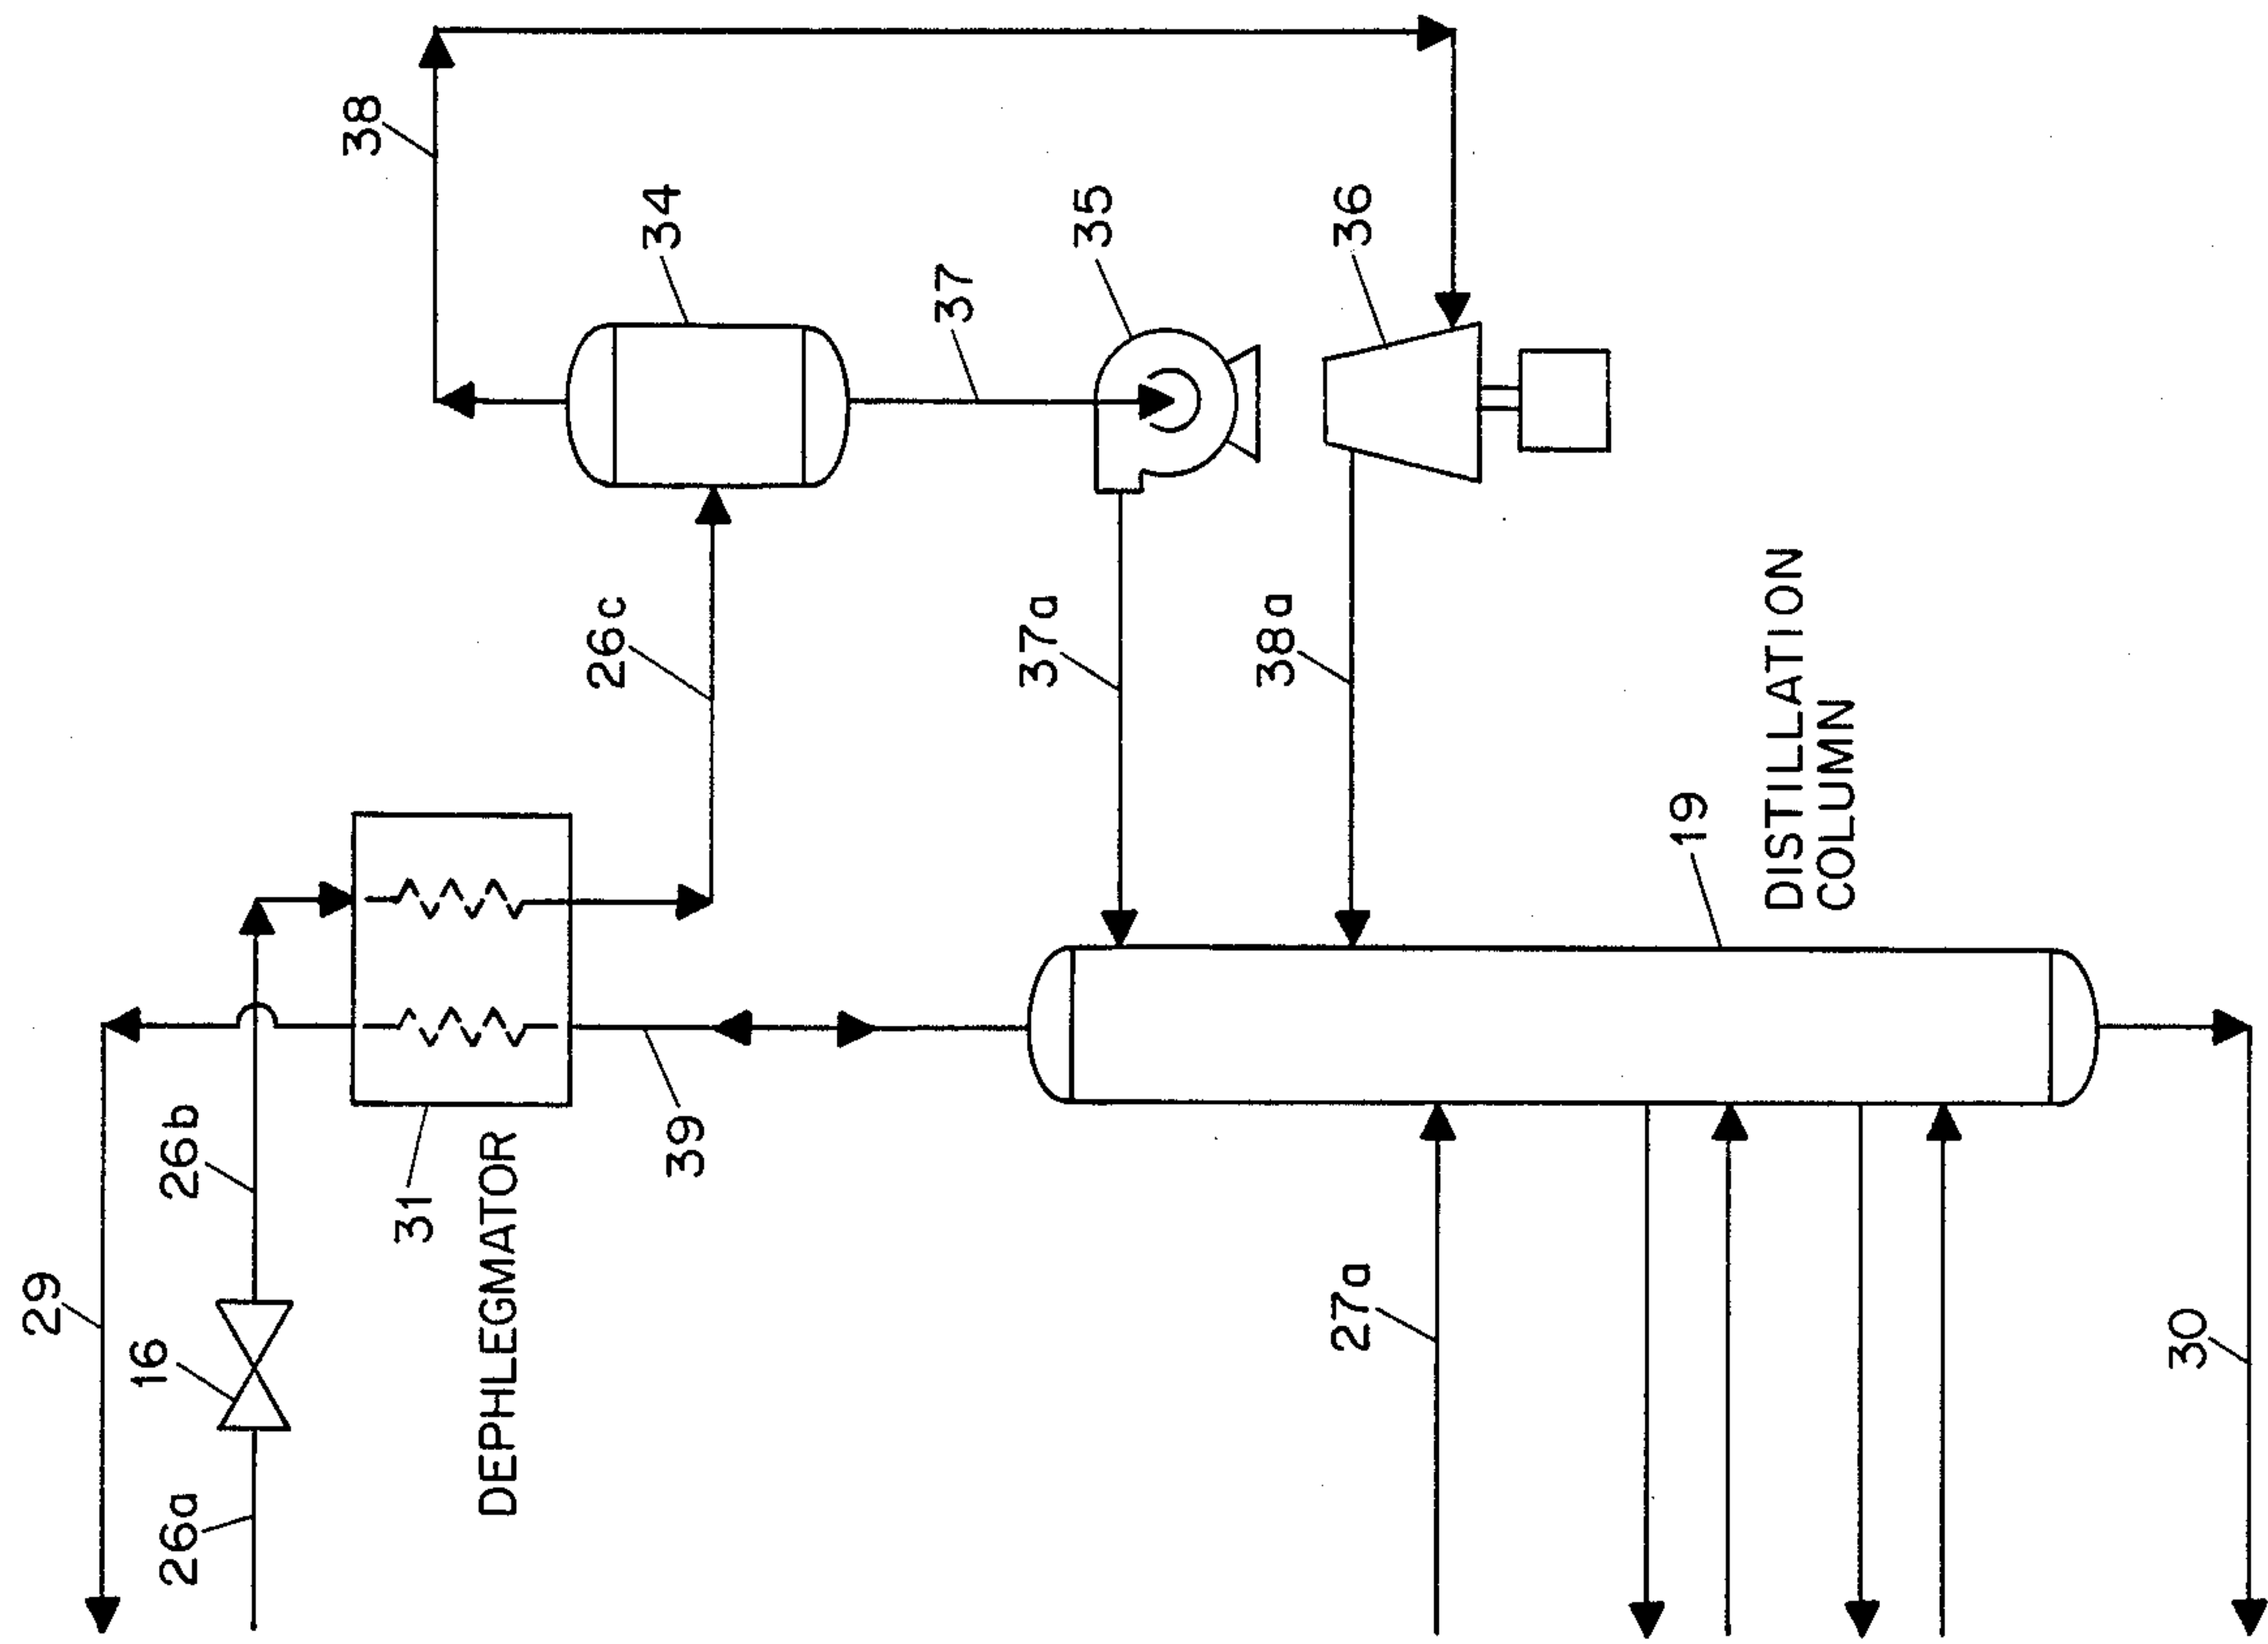 29
16
26a
26b
31
DEPHLEGMATOR
39
26c
38
34
37
35
36
37a
38a
27a
19
DISTILLATION
COLUMN
30